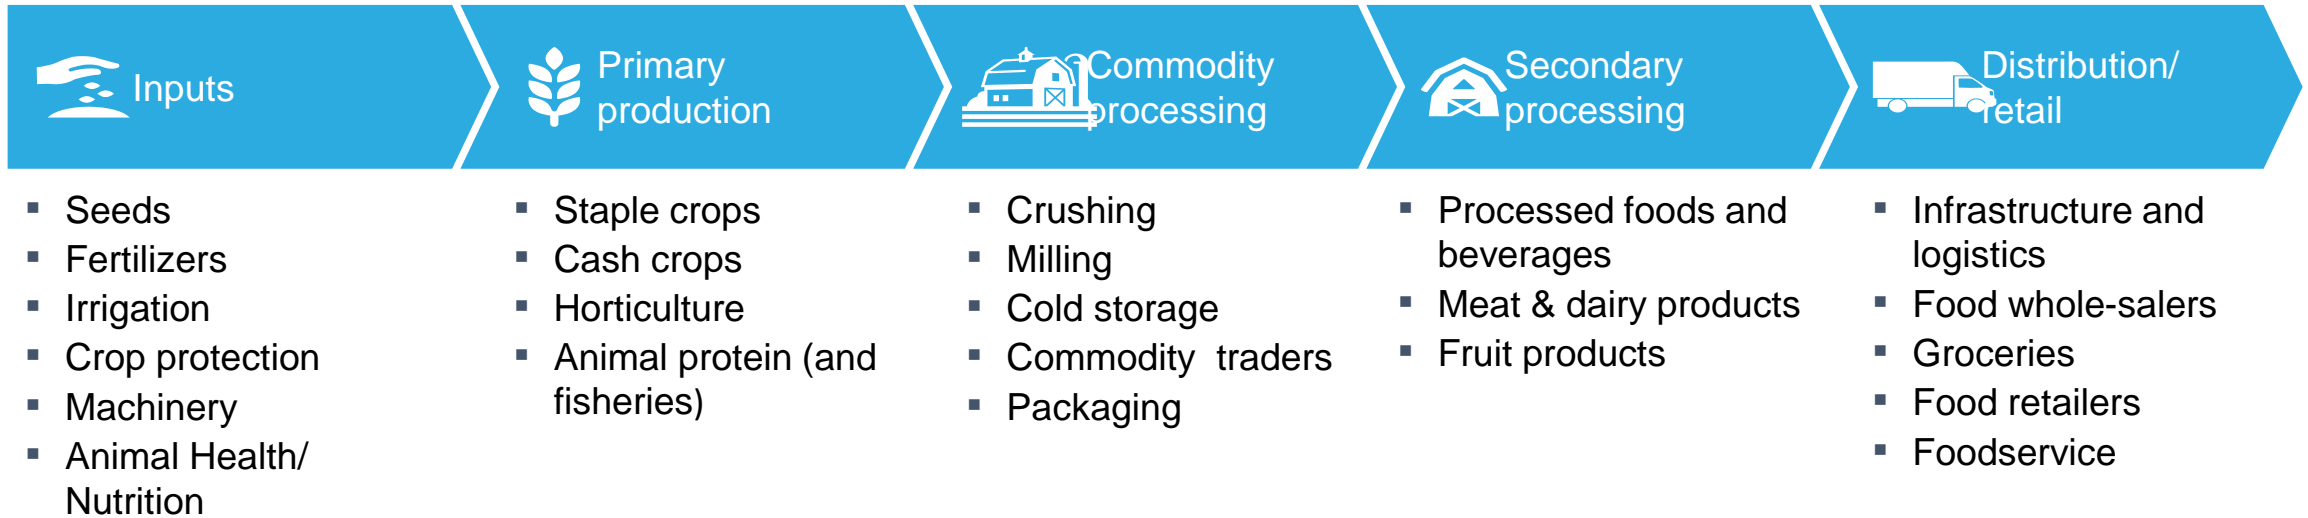 Inputs
Primary
production
Commodity
processing
Secondary
processing
Distribution/
retail
▪ Seeds
▪ Fertilizers
▪ Irrigation
▪ Crop protection
▪ Machinery
▪ Animal Health/
Nutrition
▪ Staple crops
▪ Cash crops
▪ Horticulture
▪ Animal protein (and
fisheries)
▪ Crushing
▪ Milling
▪ Cold storage
▪ Commodity  traders
▪ Packaging
▪ Processed foods and
beverages
▪ Meat & dairy products
▪ Fruit products
▪ Infrastructure and
logistics
▪ Food whole-salers
▪ Groceries
▪ Food retailers
▪ Foodservice